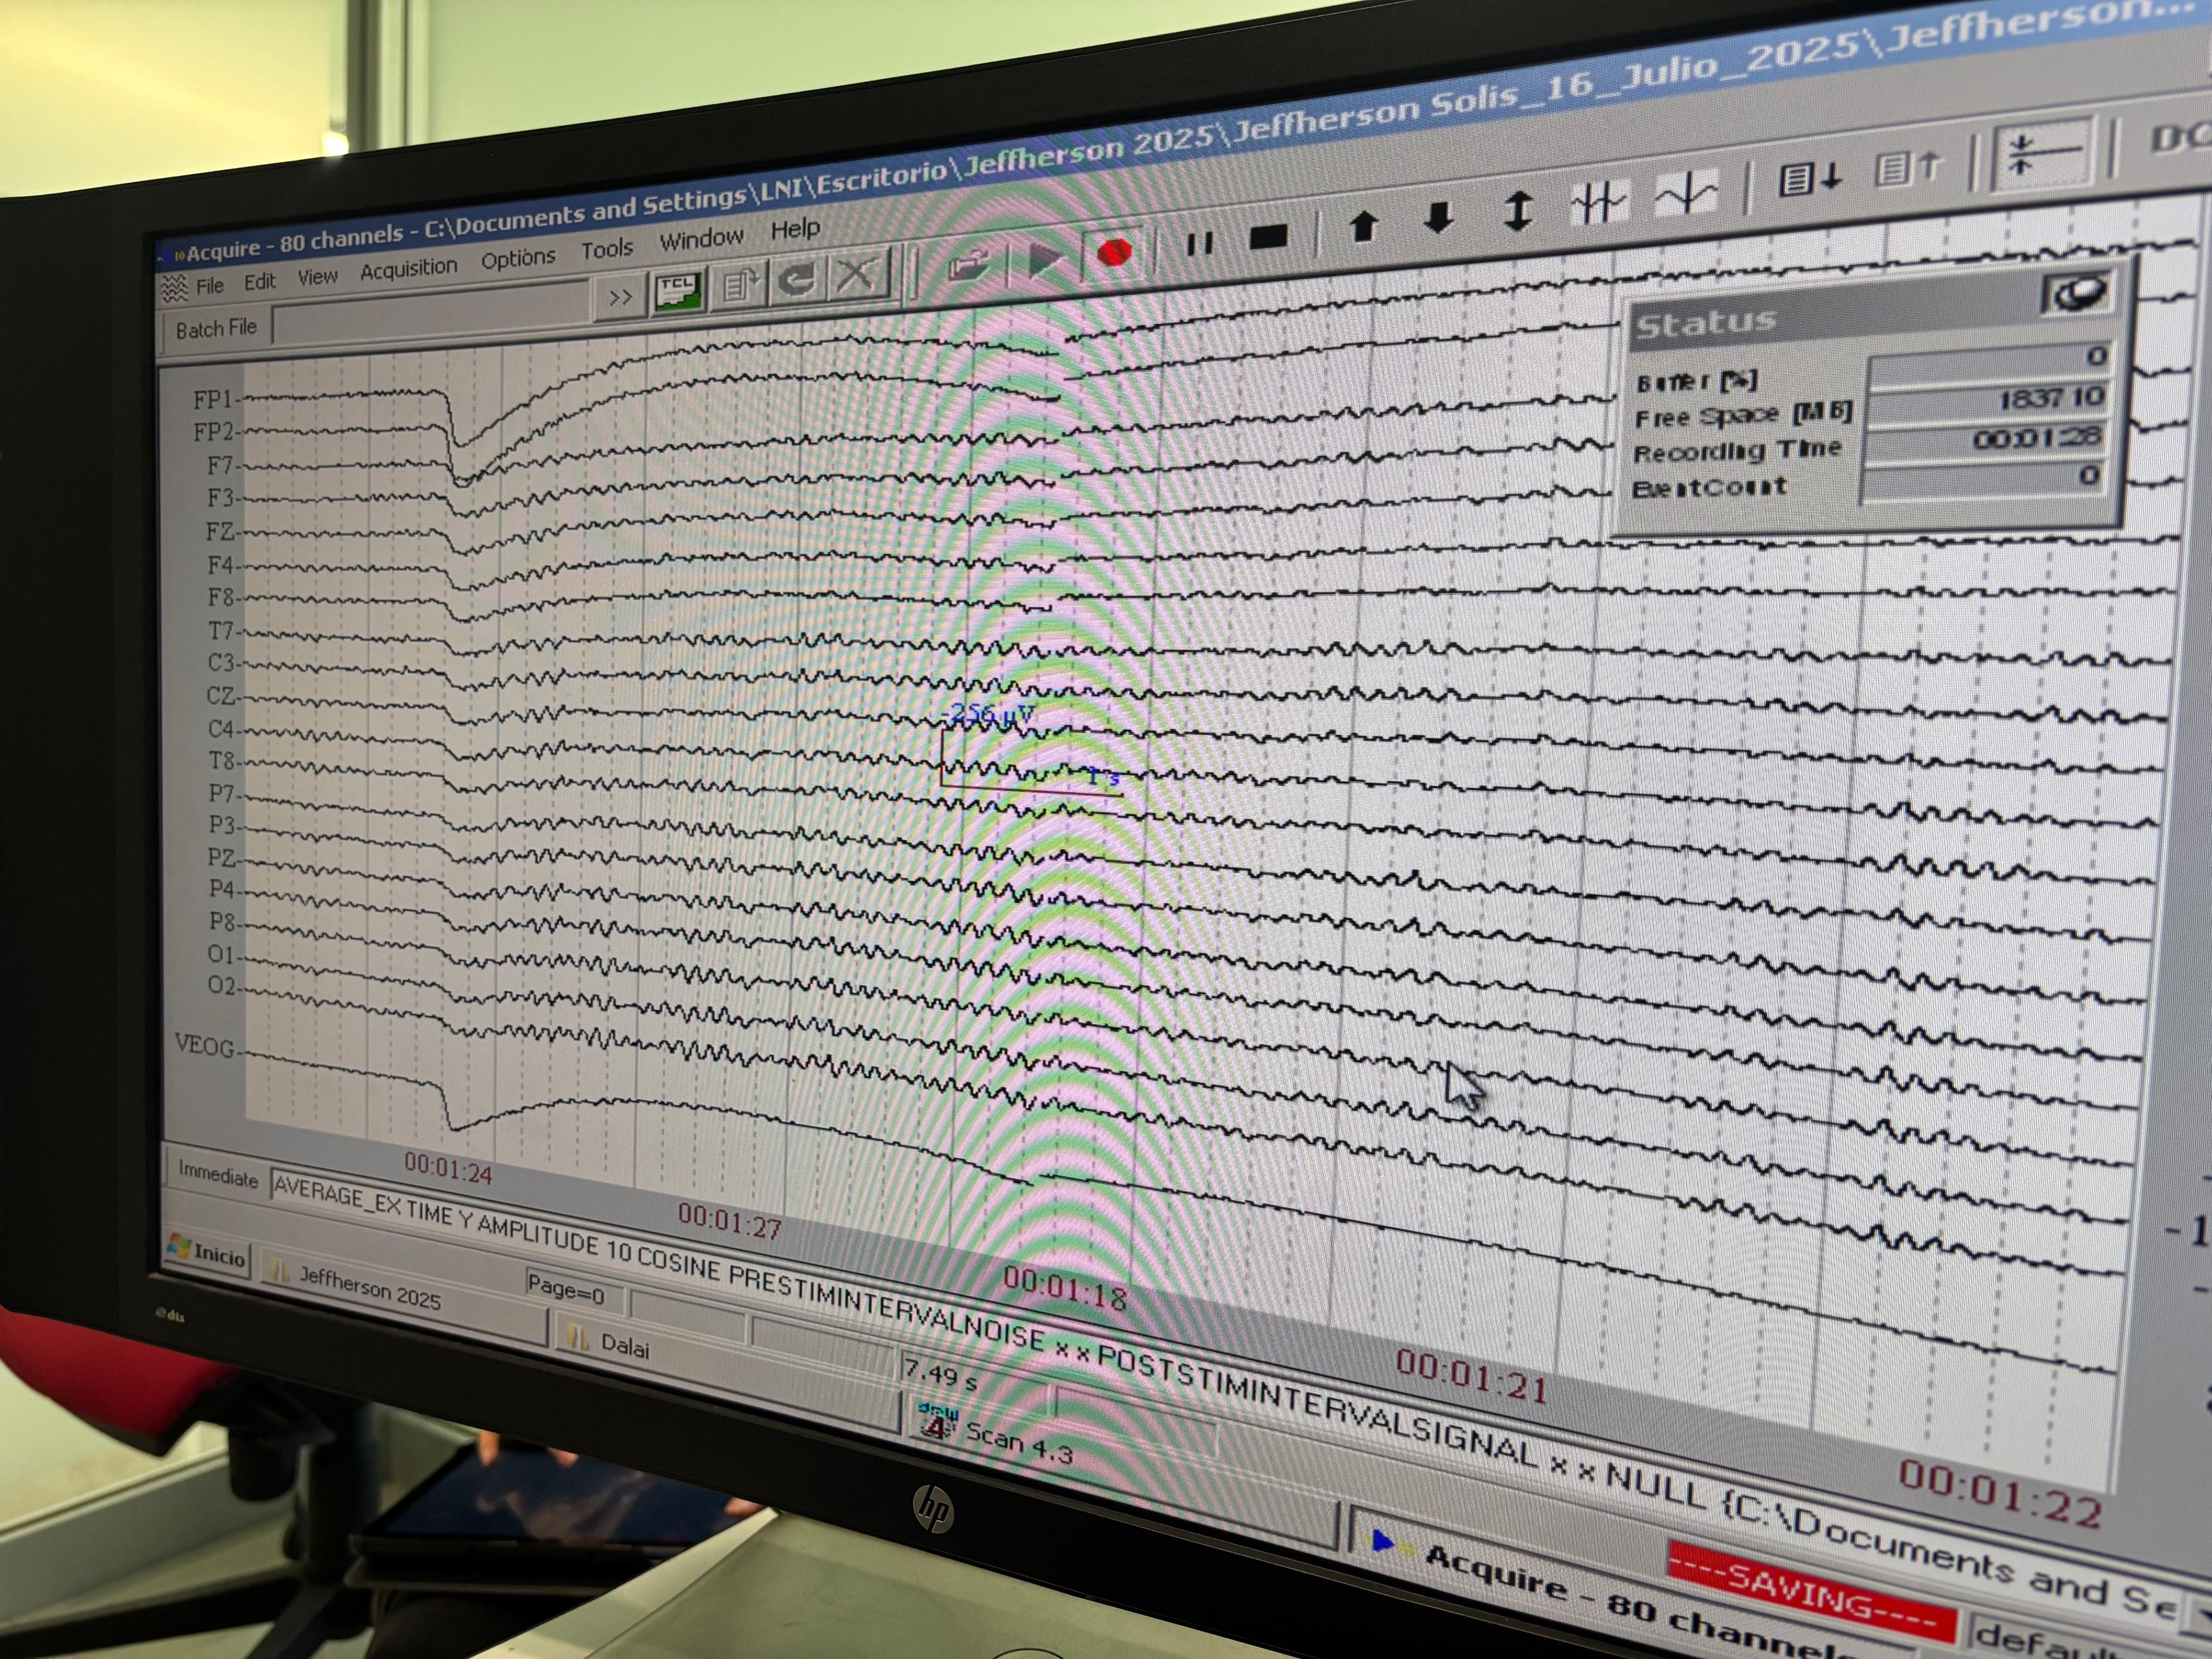 Acquire - 80 channels - C:\Documents and Settings\LNI\Escritorio\Jeffherson 2025\Jeffherson Solis_16_Julio_2025\Jeffherson...
File Edit View Acquisition Options Tools Window Help
Batch File >> TCL
DC
Status
Buffer [%] 0
Free Space [MB] 183710
Recording Time 00:01:28
EventCount 0
FP1
FP2
F7
F3
FZ
F4
F8
T7
C3
CZ
C4
T8
P7
P3
PZ
P4
P8
O1
O2
VEOG
-256 µV
1 s
-1
00:01:24 00:01:27 00:01:18 00:01:21 00:01:22
Immediate AVERAGE_EX TIME Y AMPLITUDE 10 COSINE PRESTIMINTERVALNOISE x x POSTSTIMINTERVALSIGNAL x x NULL {C:\Documents and Se
Page=0 7.49 s ----SAVING---- defaul
Inicio Jeffherson 2025 Dalai Scan 4.3 Acquire - 80 channel
dts
hp